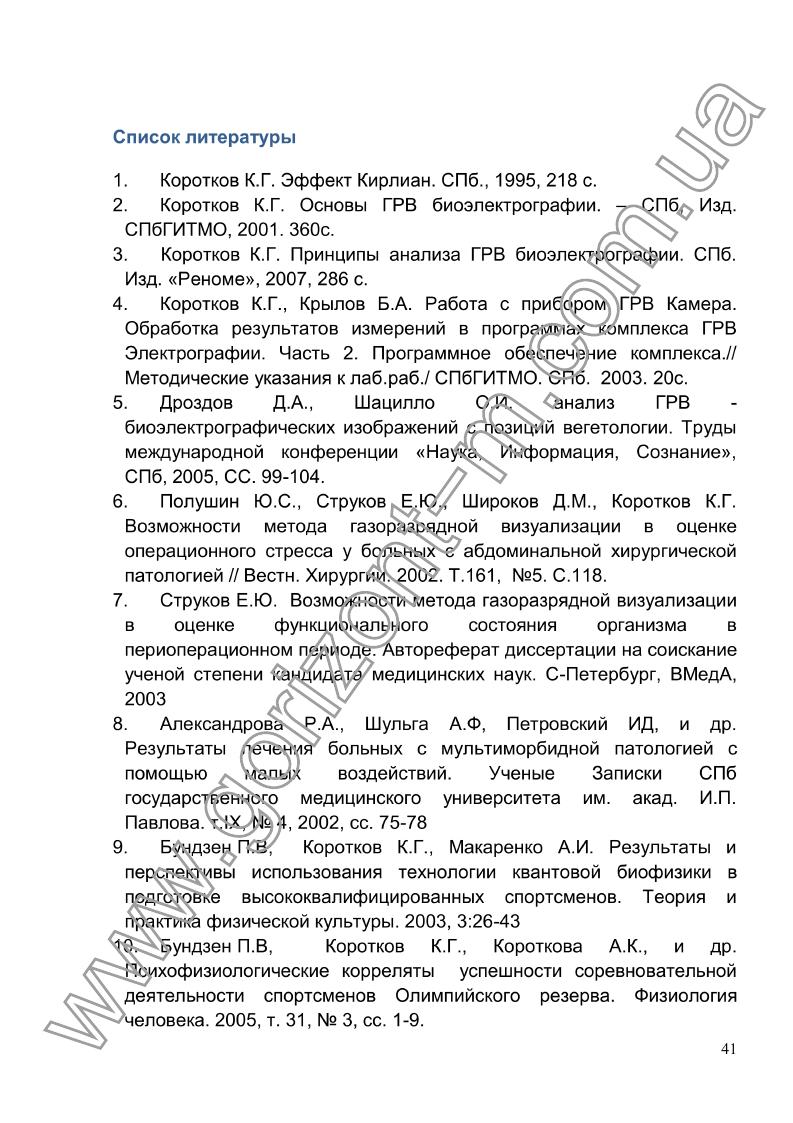 Список литературы
1. Коротков К.Г. Эффект Кирлиан. СПб., 1995, 218 с.
2. Коротков К.Г. Основы ГРВ биоэлектрографии. – СПб, Изд.
СПбГИТМО, 2001. 360с.
3. Коротков К.Г. Принципы анализа ГРВ биоэлектрографии. СПб.
Изд. «Реноме», 2007, 286 с.
4. Коротков К.Г., Крылов Б.А. Работа с прибором ГРВ Камера.
Обработка результатов измерений в программах комплекса ГРВ
Электрографии. Часть 2. Программное обеспечение комплекса.//
Методические указания к лаб.раб./ СПбГИТМО. СПб. 2003. 20с.
5. Дроздов Д.А., Шацилло О.И. анализ ГРВ -
биоэлектрографических изображений с позиций вегетологии. Труды
международной конференции «Наука, Информация, Сознание»,
СПб, 2005, СС. 99-104.
6. Полушин Ю.С., Струков Е.Ю., Широков Д.М., Коротков К.Г.
Возможности метода газоразрядной визуализации в оценке
операционного стресса у больных с абдоминальной хирургической
патологией // Вестн. Хирургии. 2002. Т.161, №5. С.118.
7. Струков Е.Ю. Возможности метода газоразрядной визуализации
в оценке функционального состояния организма в
периоперационном периоде. Автореферат диссертации на соискание
ученой степени кандидата медицинских наук. С-Петербург, ВМедА,
2003
8. Александрова Р.А., Шульга А.Ф, Петровский ИД, и др.
Результаты лечения больных с мультиморбидной патологией с
помощью малых воздействий. Ученые Записки СПб
государственного медицинского университета им. акад. И.П.
Павлова. т.IX, № 4, 2002, сс. 75-78
9. Бундзен П.В, Коротков К.Г., Макаренко А.И. Результаты и
перспективы использования технологии квантовой биофизики в
подготовке высококвалифицированных спортсменов. Теория и
практика физической культуры. 2003, 3:26-43
10. Бундзен П.В, Коротков К.Г., Короткова А.К., и др.
Психофизиологические корреляты успешности соревновательной
деятельности спортсменов Олимпийского резерва. Физиология
человека. 2005, т. 31, № 3, сс. 1-9.
41
www.gorizont-m.com.ua